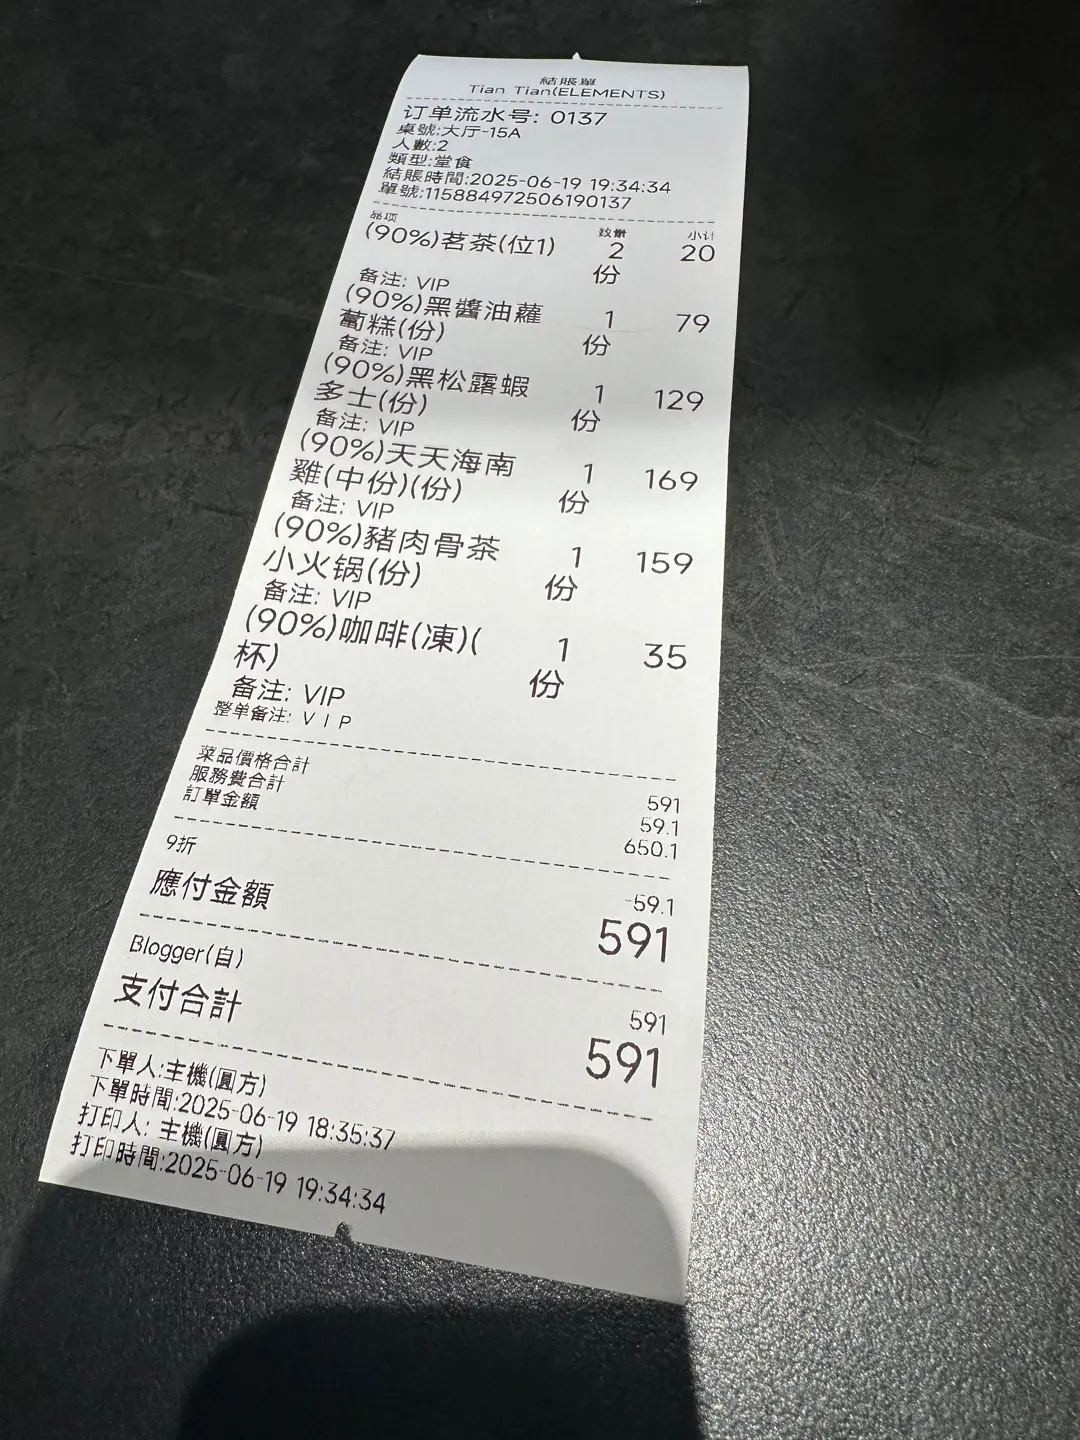 結賬單
Tian Tian(ELEMENTS)
订单流水号: 0137
桌號:大厅-15A
人數:2
類型:堂食
結賬時間:2025-06-19 19:34:34
單號:115884972506190137
品项 数量 小计
(90%)茗茶(位1) 2 20
份
备注: VIP
(90%)黑醬油蘿 1 79
蔔糕(份) 份
备注: VIP
(90%)黑松露蝦 1 129
多士(份) 份
备注: VIP
(90%)天天海南 1 169
雞(中份)(份) 份
备注: VIP
(90%)豬肉骨茶 1 159
小火锅(份) 份
备注: VIP
(90%)咖啡(凍)( 1 35
杯) 份
备注: VIP
整单备注: V I P
菜品價格合計 591
服務費合計 59.1
訂單金額 650.1
9折 -59.1
應付金額 591
Blogger(自) 591
支付合計 591
下單人:主機(圓方)
下單時間:2025-06-19 18:35:37
打印人: 主機(圓方)
打印時間:2025-06-19 19:34:34